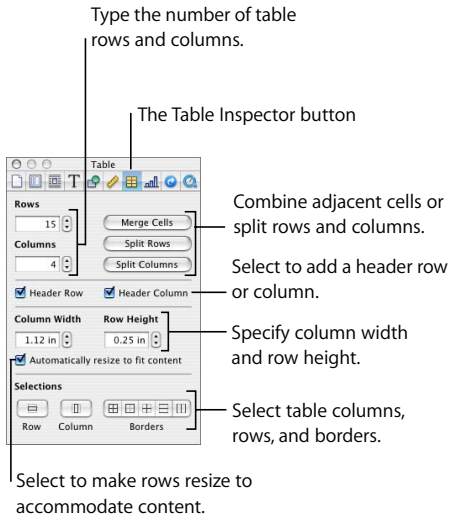 Type the number of table
rows and columns.
The Table Inspector button
Table
T
Rows
15
Merge Cells
Columns
Split Rows
4
Split Columns
Combine adjacent cells or
split rows and columns.
Header Row
Header Column
Select to add a header row
or column.
Column Width
Row Height
1.12 in
0.25 in
Automatically resize to fit content
Specify column width
and row height.
Selections
Row
Column
Borders
Select table columns,
rows, and borders.
Select to make rows resize to
accommodate content.